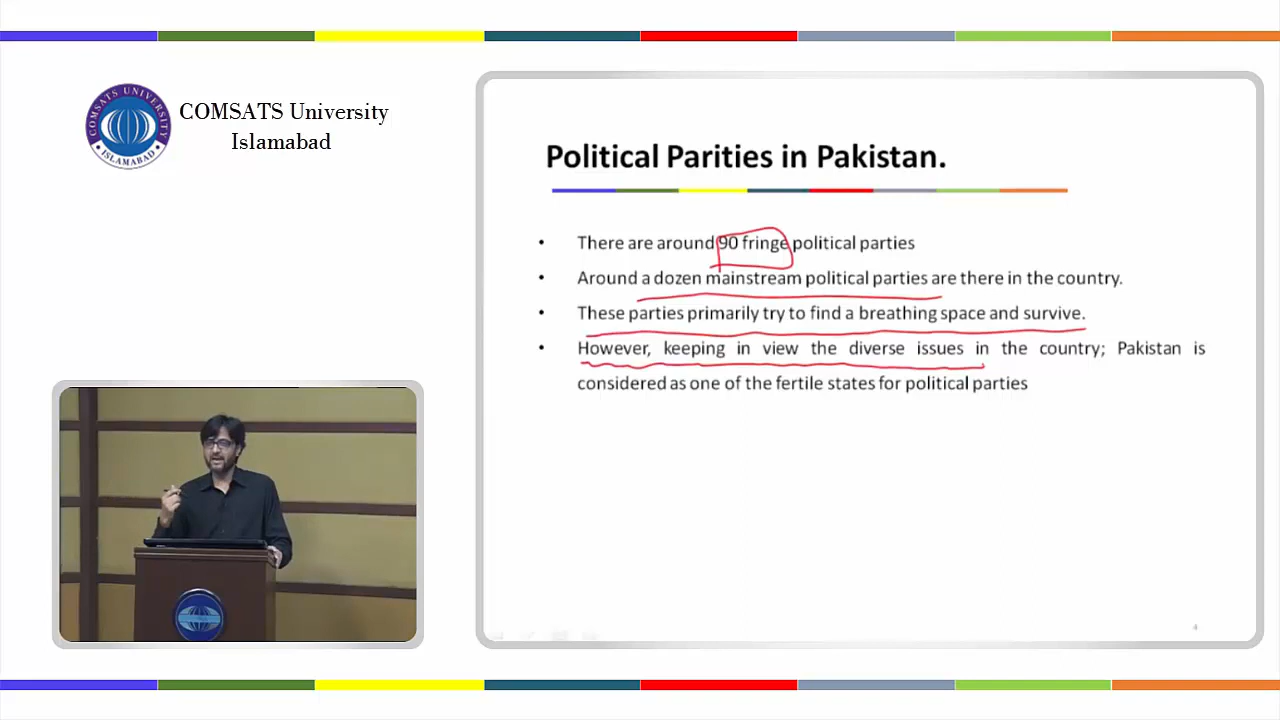 COMSATS UNIVERSITY
ISLAMABAD
COMSATS University
Islamabad
Political Parities in Pakistan.
• There are around 90 fringe political parties
• Around a dozen mainstream political parties are there in the country.
• These parties primarily try to find a breathing space and survive.
• However, keeping in view the diverse issues in the country; Pakistan is
considered as one of the fertile states for political parties
4